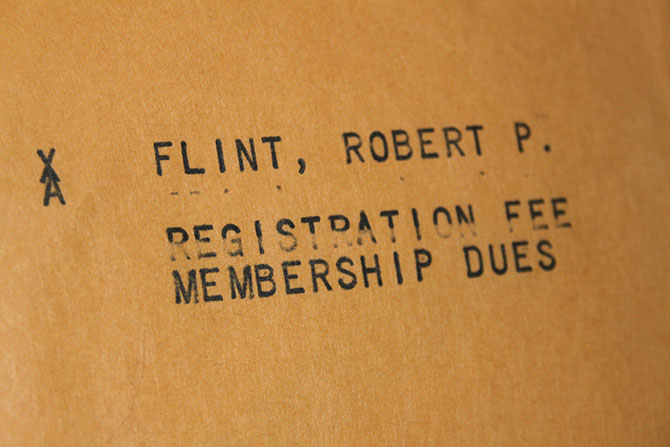 X
A
FLINT, ROBERT P.
REGISTRATION FEE
MEMBERSHIP DUES